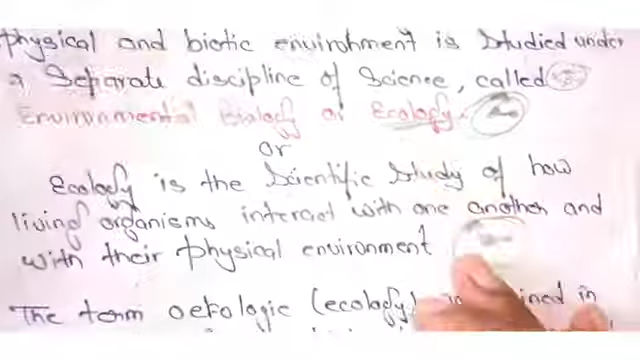 physical and biotic environment is studied under
a separate discipline of Science, called
Environmental Biology or Ecology.
or
Ecology is the Scientific study of how
living organisms interact with one another and
with their physical environment
The term oekologie (ecology) in